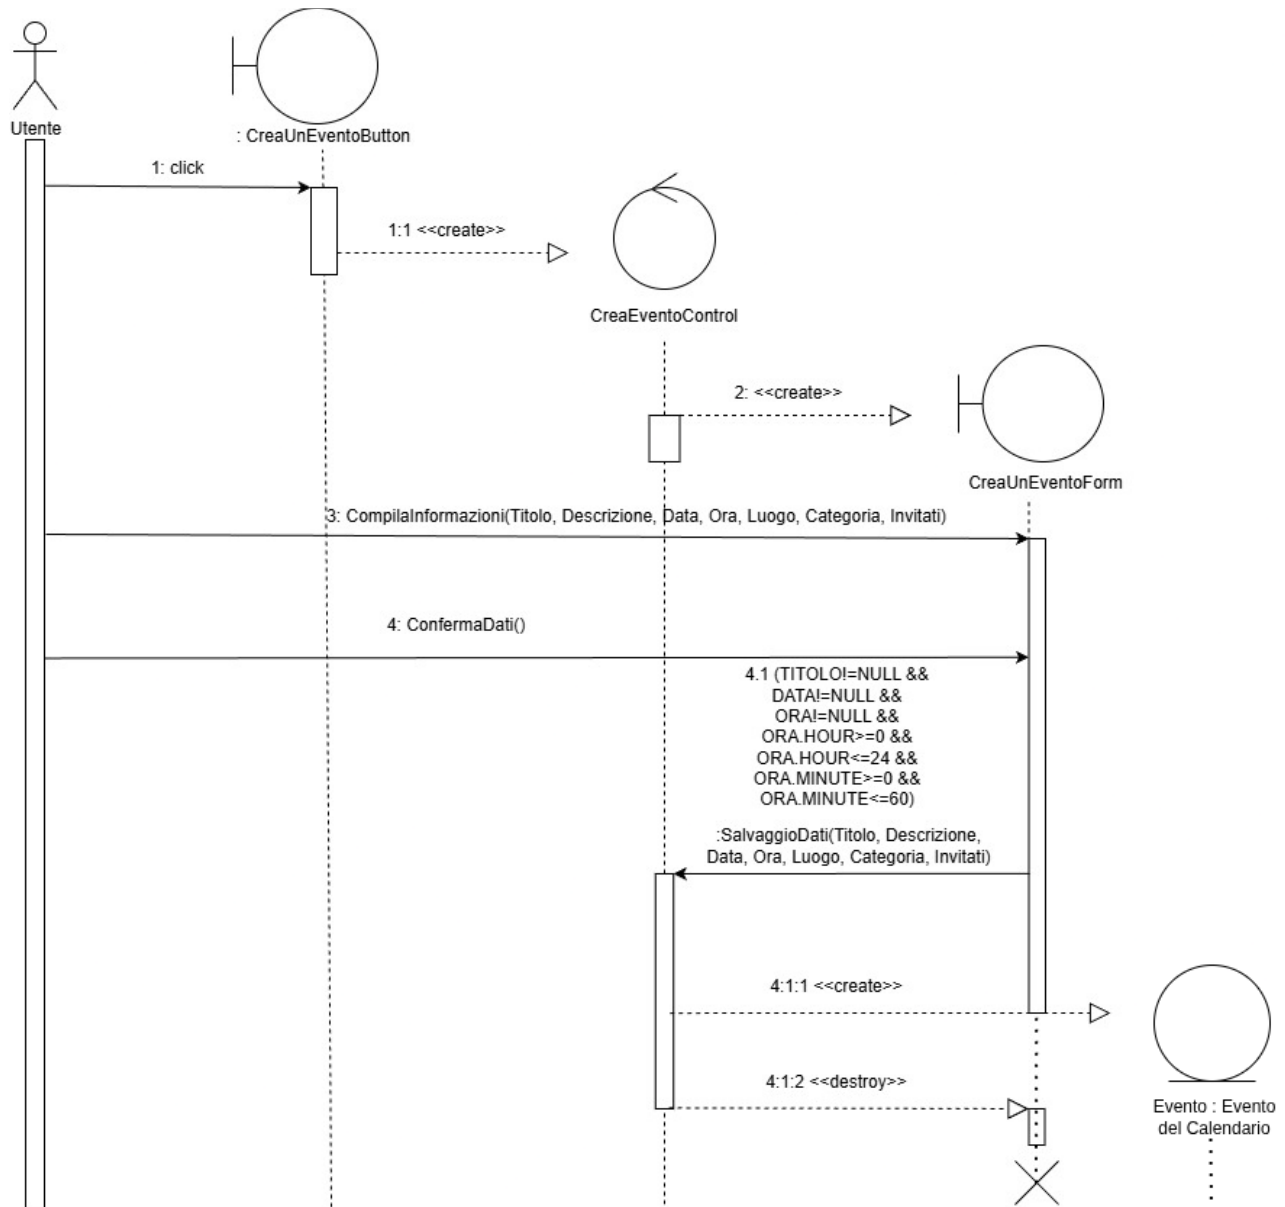 Utente
: CreaUnEventoButton
1: click
1:1 <<create>>
CreaEventoControl
2: <<create>>
CreaUnEventoForm
3: CompilaInformazioni(Titolo, Descrizione, Data, Ora, Luogo, Categoria, Invitati)
4: ConfermaDati()
4.1 (TITOLO!=NULL &&
DATA!=NULL &&
ORA!=NULL &&
ORA.HOUR>=0 &&
ORA.HOUR<=24 &&
ORA.MINUTE>=0 &&
ORA.MINUTE<=60)
:SalvaggioDati(Titolo, Descrizione,
Data, Ora, Luogo, Categoria, Invitati)
4:1:1 <<create>>
4:1:2 <<destroy>>
Evento : Evento
del Calendario